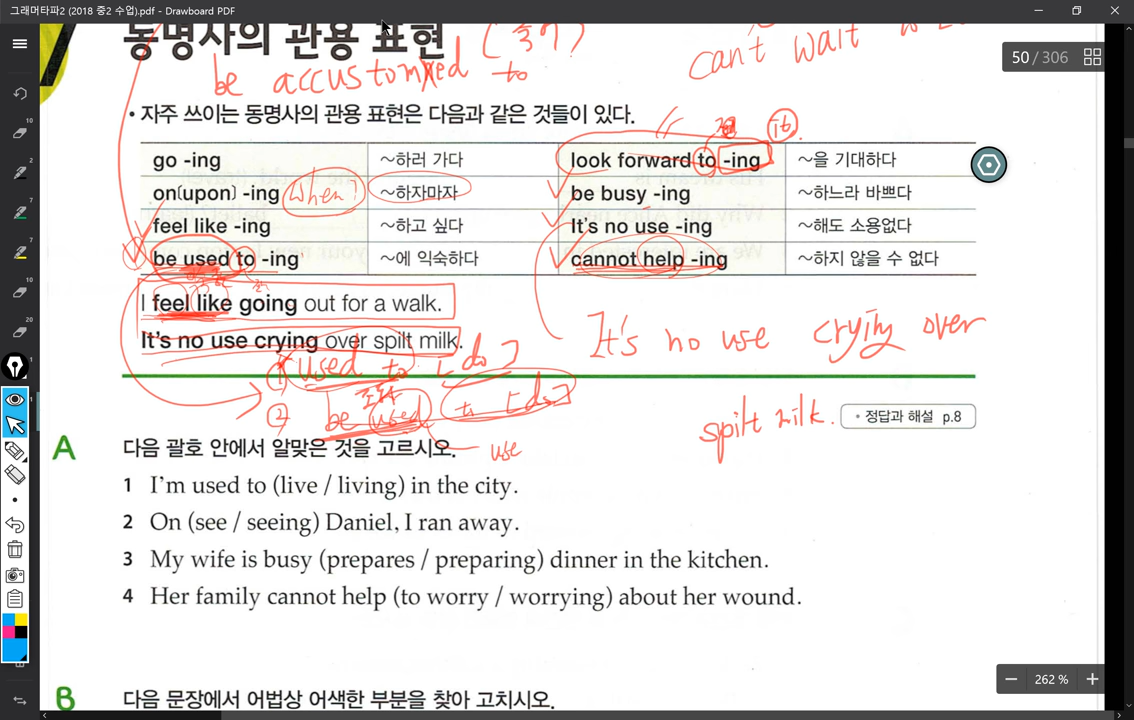 그래머타파2 (2018 중2 수업).pdf - Drawboard PDF
동명사의 관용 표현
can't wait
be accustomed to
50 / 306
• 자주 쓰이는 동명사의 관용 표현은 다음과 같은 것들이 있다.
go -ing ~하러 가다 look forward to -ing ~을 기대하다
on(upon) -ing when? ~하자마자 be busy -ing ~하느라 바쁘다
feel like -ing ~하고 싶다 It's no use -ing ~해도 소용없다
be used to -ing ~에 익숙하다 cannot help -ing ~하지 않을 수 없다
I feel like going out for a walk.
It's no use crying over spilt milk.
It's no use crying over
spilt milk.
① used to [do]
② be used to [do]
use
• 정답과 해설 p.8
A 다음 괄호 안에서 알맞은 것을 고르시오.
1 I'm used to (live / living) in the city.
2 On (see / seeing) Daniel, I ran away.
3 My wife is busy (prepares / preparing) dinner in the kitchen.
4 Her family cannot help (to worry / worrying) about her wound.
262 %
B 다음 문장에서 어법상 어색한 부분을 찾아 고치시오.